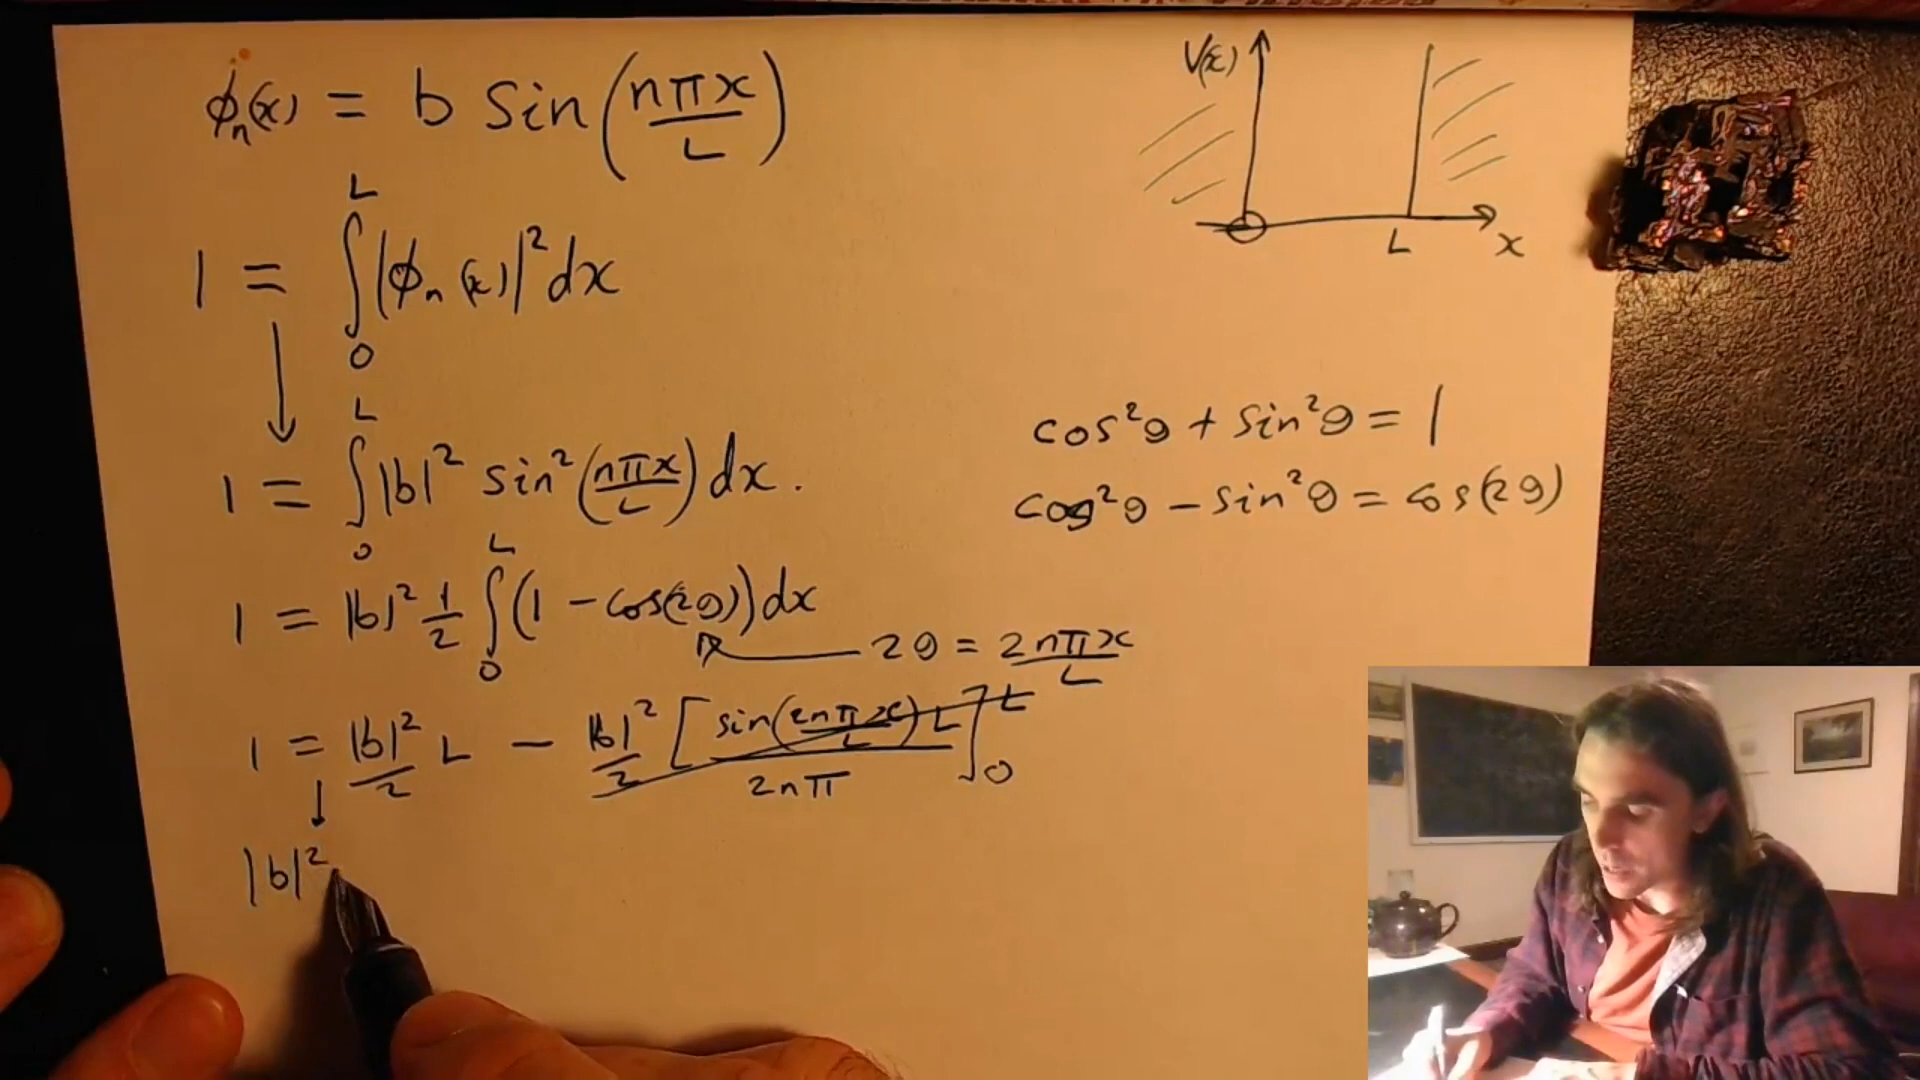 ϕₙ(x) = b sin(nπx/L)
V(x)
L
x
1 = ∫₀ᴸ |ϕₙ(x)|² dx
1 = ∫₀ᴸ |b|² sin²(nπx/L) dx.
cos²θ + sin²θ = 1
cos²θ − sin²θ = cos(2θ)
1 = |b|² 1/2 ∫₀ᴸ (1 − cos(2θ)) dx
2θ = 2nπx/L
1 = |b|²/2 L − |b|²/2 [sin(2nπx/L) L / 2nπ]₀ᴸ
|b|²